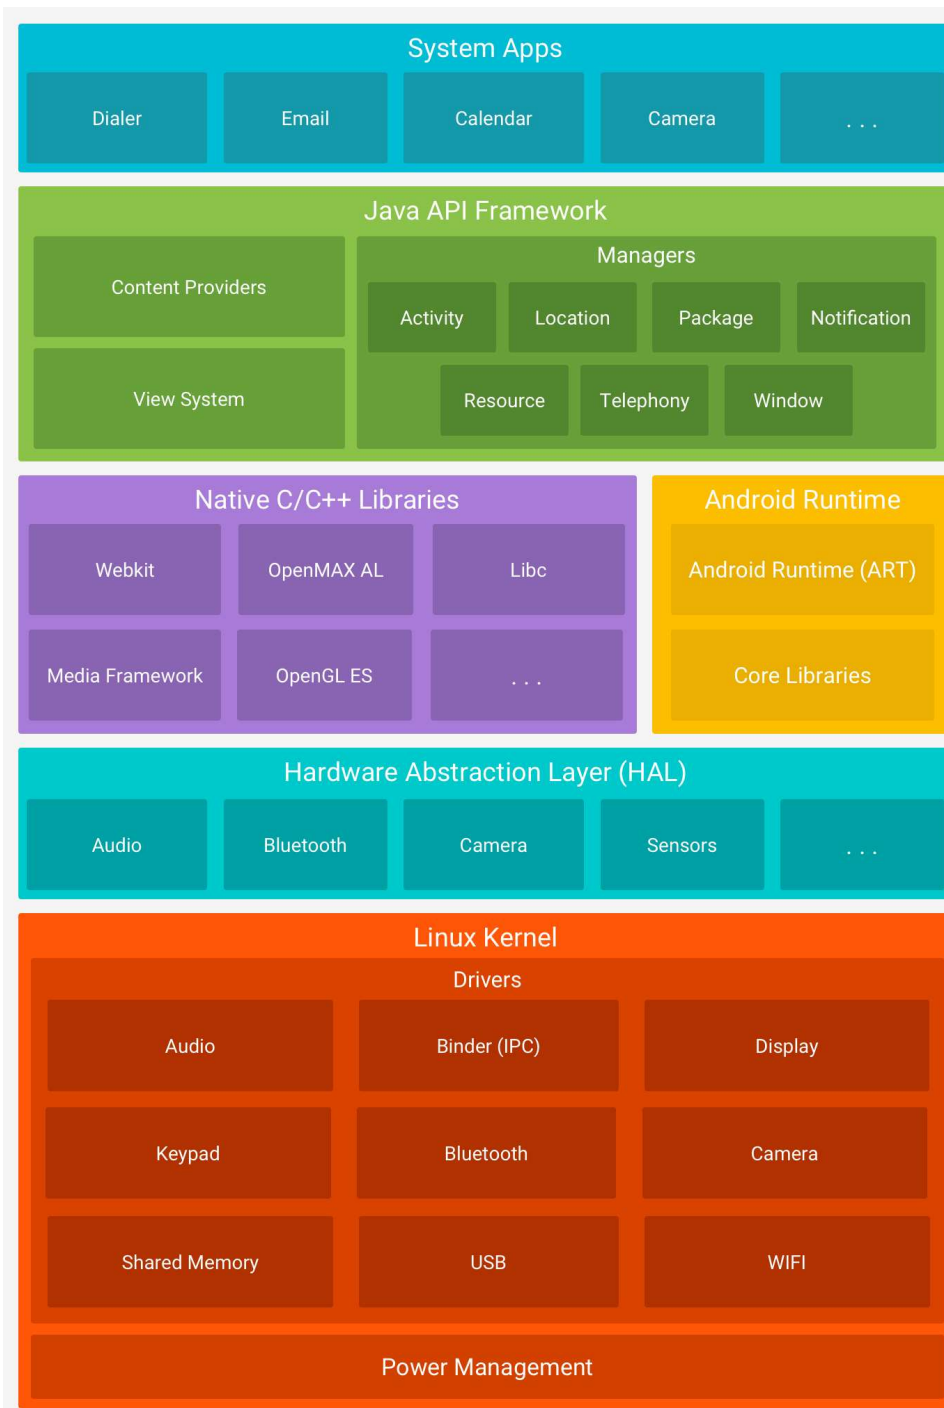 System Apps
Dialer
Email
Calendar
Camera
. . .
Java API Framework
Content Providers
View System
Managers
Activity
Location
Package
Notification
Resource
Telephony
Window
Native C/C++ Libraries
Webkit
OpenMAX AL
Libc
Media Framework
OpenGL ES
. . .
Android Runtime
Android Runtime (ART)
Core Libraries
Hardware Abstraction Layer (HAL)
Audio
Bluetooth
Camera
Sensors
. . .
Linux Kernel
Drivers
Audio
Binder (IPC)
Display
Keypad
Bluetooth
Camera
Shared Memory
USB
WIFI
Power Management